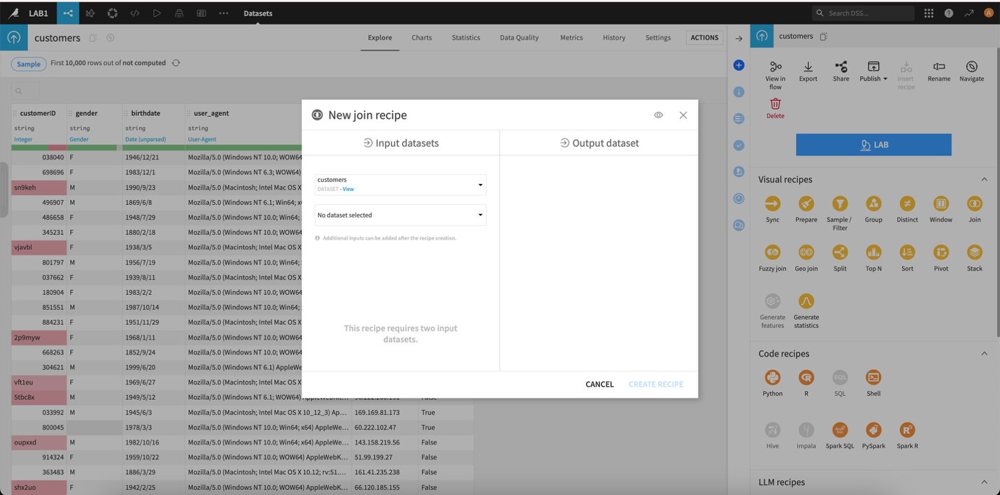 LAB1
Datasets
Search DSS...
A
customers
Explore
Charts
Statistics
Data Quality
Metrics
History
Settings
ACTIONS
Sample
First 10,000 rows out of not computed
customerID gender birthdate user_agent
string string string string
Integer Gender Date (unparsed) User-Agent
038040 F 1946/12/21 Mozilla/5.0 (Windows NT 10.0; WOW64)
698696 F 1983/12/1 Mozilla/5.0 (Windows NT 6.3; WOW64)
sn9keh M 1990/9/23 Mozilla/5.0 (Macintosh; Intel Mac OS X
496907 M 1869/6/8 Mozilla/5.0 (Windows NT 6.1; Win64;
486658 F 1948/7/29 Mozilla/5.0 (Windows NT 10.0; Win64;
345231 F 1880/2/18 Mozilla/5.0 (Windows NT 10.0; WOW64
vjavbl F 1938/3/5 Mozilla/5.0 (Macintosh; Intel Mac OS X
801797 M 1956/7/19 Mozilla/5.0 (Windows NT 10.0; Win64;
037662 F 1939/8/11 Mozilla/5.0 (Macintosh; Intel Mac OS X
180904 F 1983/2/2 Mozilla/5.0 (Windows NT 10.0; WOW64
851551 M 1987/10/14 Mozilla/5.0 (Windows NT 10.0; Win64;
884231 F 1951/11/29 Mozilla/5.0 (Macintosh; Intel Mac OS X
2p9myw F 1968/1/11 Mozilla/5.0 (Windows NT 10.0; WOW64
668263 F 1852/9/24 Mozilla/5.0 (Windows NT 10.0; WOW64
304621 M 1999/6/20 Mozilla/5.0 (Windows NT 6.1) AppleWe
vft1eu F 1969/6/27 Mozilla/5.0 (Macintosh; Intel Mac OS X
5tbc8x M 1949/5/12 Mozilla/5.0 (Windows NT 6.1; WOW64) False
033992 M 1945/6/3 Mozilla/5.0 (Macintosh; Intel Mac OS X 10_12_3) Ap... 169.169.81.173 True
800045 1978/3/3 Mozilla/5.0 (Windows NT 10.0; Win64; x64) AppleWe... 60.222.102.47 True
oupxxd M 1982/10/16 Mozilla/5.0 (Windows NT 10.0; Win64; x64) AppleWe... 143.158.219.56 False
914324 F 1959/10/22 Mozilla/5.0 (Windows NT 10.0; WOW64) AppleWebK... 51.99.199.27 False
363483 M 1886/3/29 Mozilla/5.0 (Macintosh; Intel Mac OS X 10.12; rv:51.... 161.41.235.238 False
shx2uo F 1942/2/25 Mozilla/5.0 (Windows NT 10.0; WOW64) AppleWebK... 66.120.185.155 False
New join recipe
Input datasets
customers
DATASET - View
No dataset selected
Additional inputs can be added after the recipe creation.
This recipe requires two input
datasets.
Output dataset
CANCEL
CREATE RECIPE
customers
View in
flow
Export
Share
Publish
Insert
recipe
Rename
Navigate
Delete
LAB
Visual recipes
Sync
Prepare
Sample /
Filter
Group
Distinct
Window
Join
Fuzzy join
Geo join
Split
Top N
Sort
Pivot
Stack
Generate
features
Generate
statistics
Code recipes
Python
R
SQL
SQL
Shell
Hive
Impala
Spark SQL
PySpark
Spark R
LLM recipes